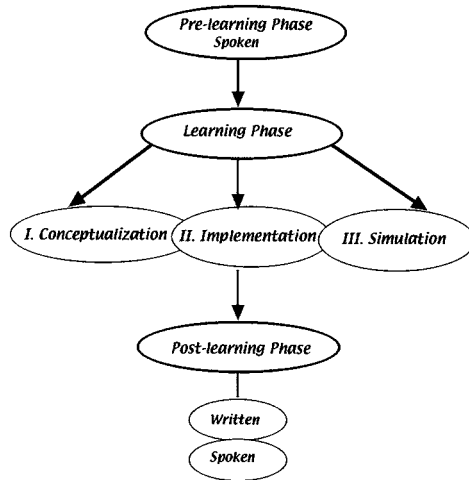 Pre-learning Phase
Spoken
Learning Phase
I. Conceptualization
II. Implementation
III. Simulation
Post-learning Phase
Written
Spoken